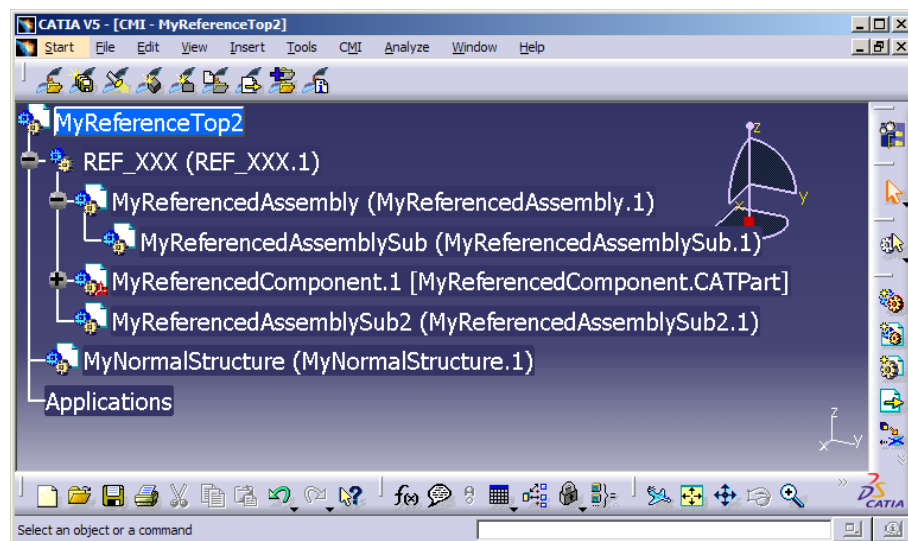 CATIA V5 - [CMI - MyReferenceTop2]
Start File Edit View Insert Tools CMI Analyze Window Help
MyReferenceTop2
REF_XXX (REF_XXX.1)
MyReferencedAssembly (MyReferencedAssembly.1)
MyReferencedAssemblySub (MyReferencedAssemblySub.1)
MyReferencedComponent.1 [MyReferencedComponent.CATPart]
MyReferencedAssemblySub2 (MyReferencedAssemblySub2.1)
MyNormalStructure (MyNormalStructure.1)
Applications
z
y
x
z
y
x
f(x)
CATIA
Select an object or a command